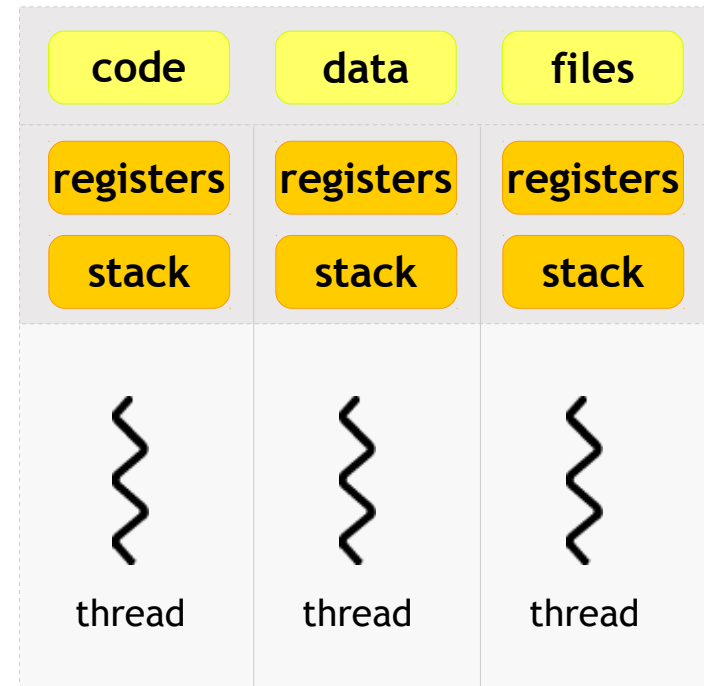 code data files
registers registers registers
stack stack stack
thread thread thread